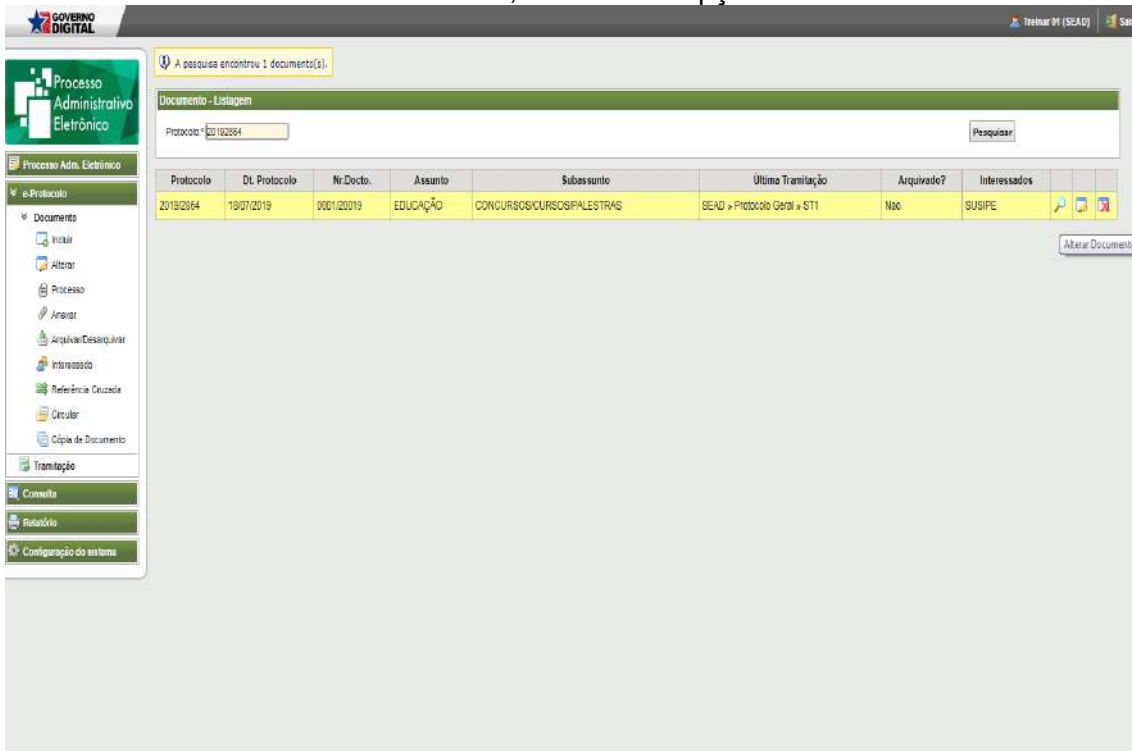 GOVERNO
DIGITAL
Treinar 01 (SEAD)
Processo
Administrativo
Eletrônico
A pesquisa encontrou 1 documento(s).
Documento - Listagem
Protocolo:* 20192864
Pesquisar
Processo Adm. Eletrônico
e-Protocolo
Documento
Incluir
Alterar
Processo
Anexar
Arquivar/Desarquivar
Interessado
Referência Cruzada
Circular
Cópia de Documento
Tramitação
Consulta
Relatório
Configuração do sistema
Protocolo Dt. Protocolo Nr.Docto. Assunto Subassunto Última Tramitação Arquivado? Interessados
2019/2864 18/07/2019 0001/20019 EDUCAÇÃO CONCURSOS/CURSOS/PALESTRAS SEAD » Protocolo Geral » ST1 Não SUSIPE
Alterar Documento